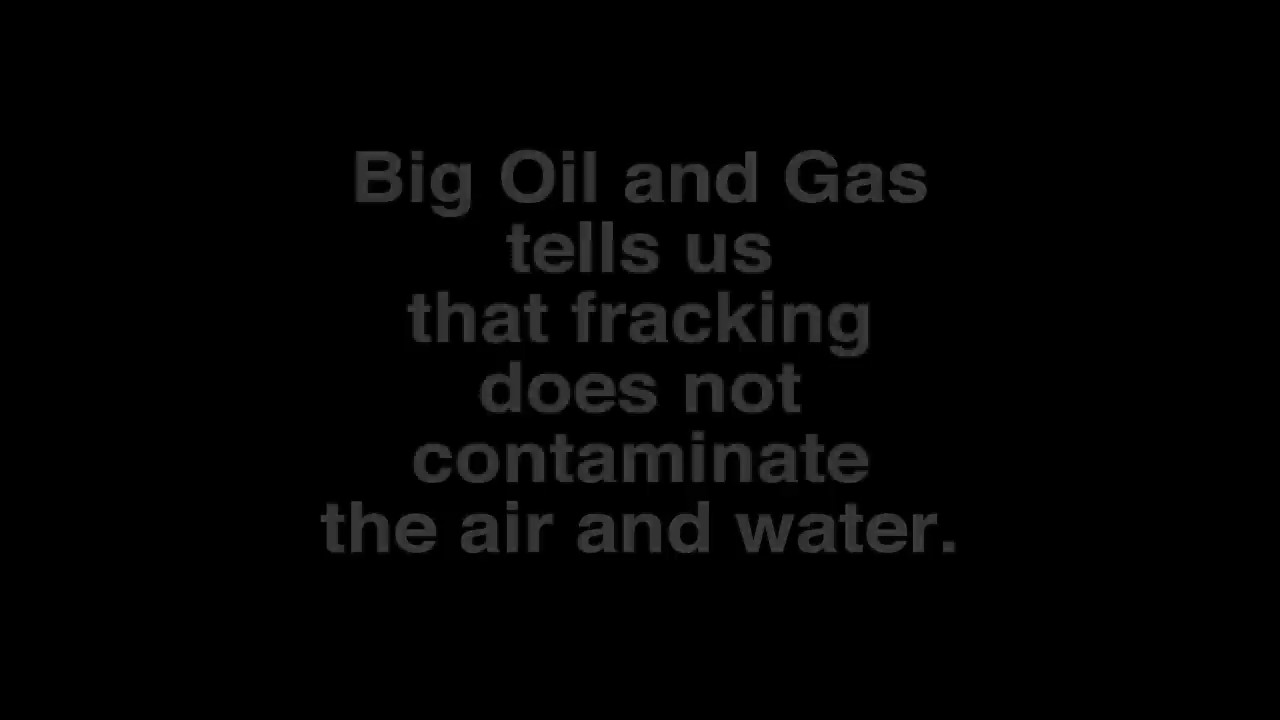 Big Oil and Gas
tells us
that fracking
does not
contaminate
the air and water.